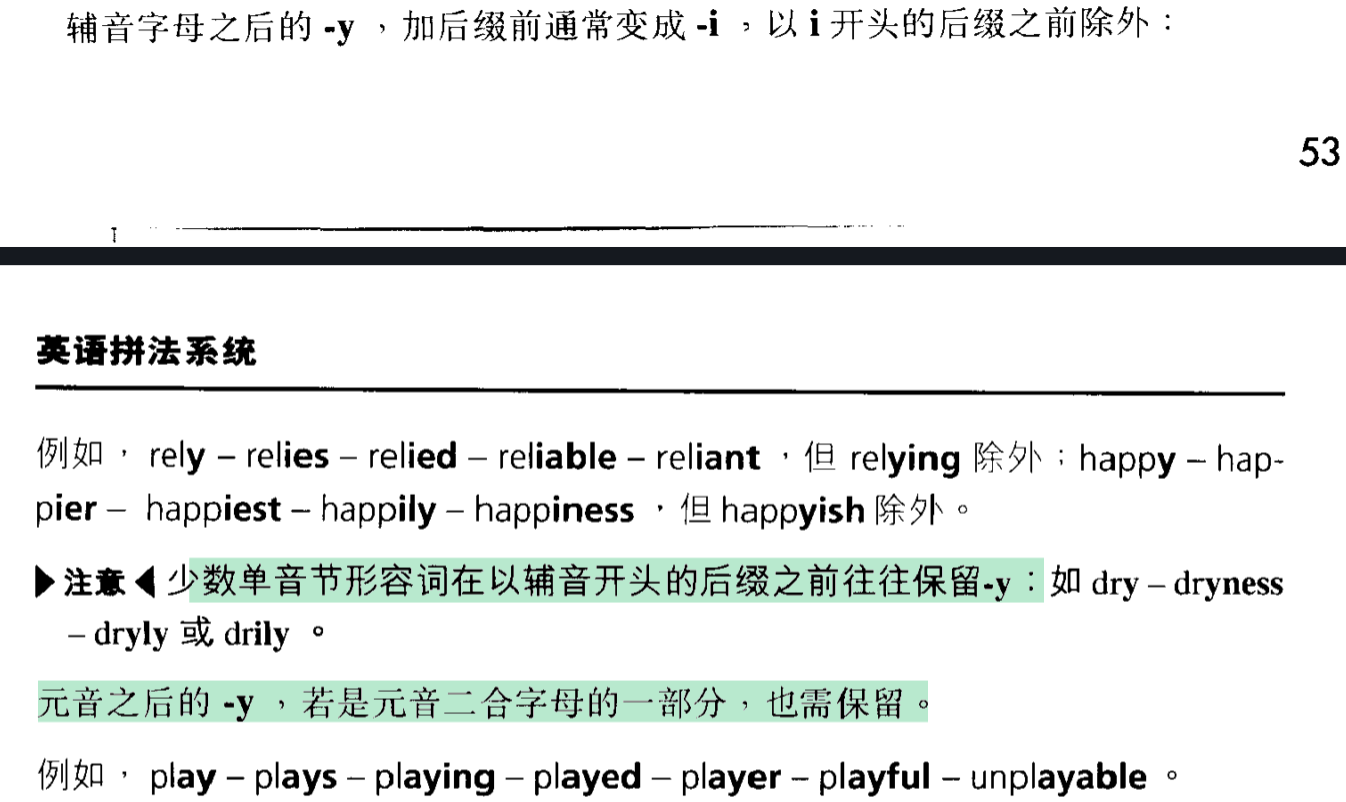 辅音字母之后的 -y ，加后缀前通常变成 -i ，以 i 开头的后缀之前除外：
53
英语拼法系统
例如， rely – relies – relied – reliable – reliant ，但 relying 除外；happy – hap-
pier – happiest – happily – happiness ，但 happyish 除外。
▶注意◀ 少数单音节形容词在以辅音开头的后缀之前往往保留-y：如 dry – dryness
– dryly 或 drily 。
元音之后的 -y ，若是元音二合字母的一部分，也需保留。
例如， play – plays – playing – played – player – playful – unplayable 。